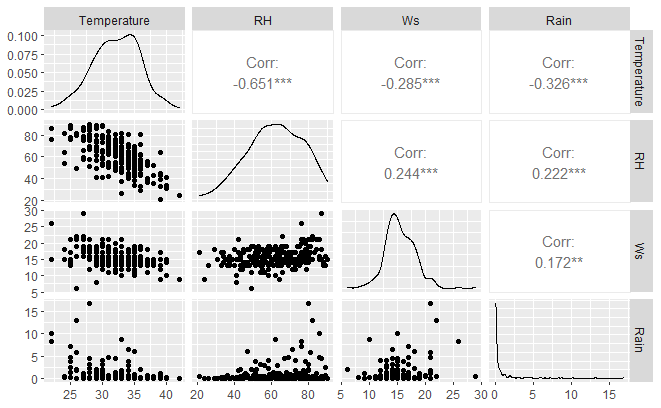 Temperature RH Ws Rain
0.100
0.075
0.050
0.025
0.000
Corr:
-0.651***
Corr:
-0.285***
Corr:
-0.326***
Temperature
80
60
40
20
Corr:
0.244***
Corr:
0.222***
RH
30
25
20
15
10
5
Corr:
0.172**
Ws
15
10
5
0
Rain
25 30 35 40 20 40 60 80 5 10 15 20 25 30 0 5 10 15